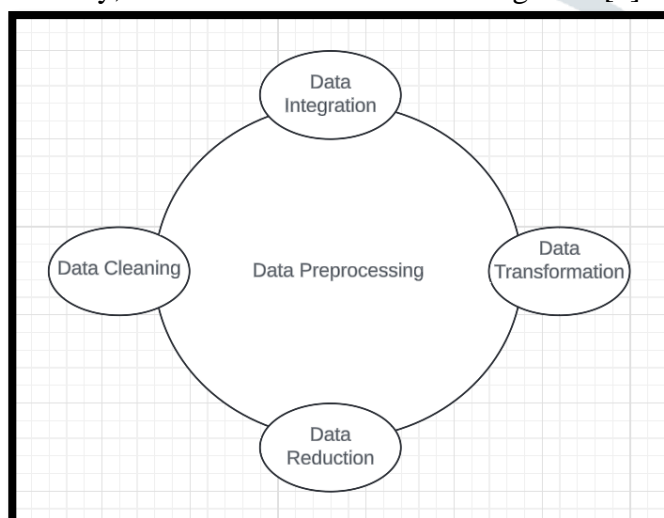 Data
Integration
Data Cleaning
Data Preprocessing
Data
Transformation
Data
Reduction